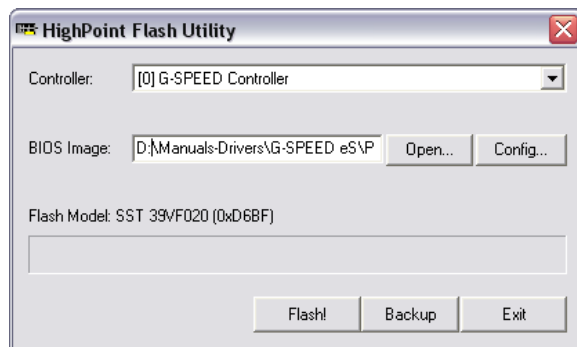 HighPoint Flash Utility
Controller: [0] G-SPEED Controller
BIOS Image: D:\Manuals-Drivers\G-SPEED eS\P Open... Config...
Flash Model: SST 39VF020 (0xD6BF)
Flash! Backup Exit